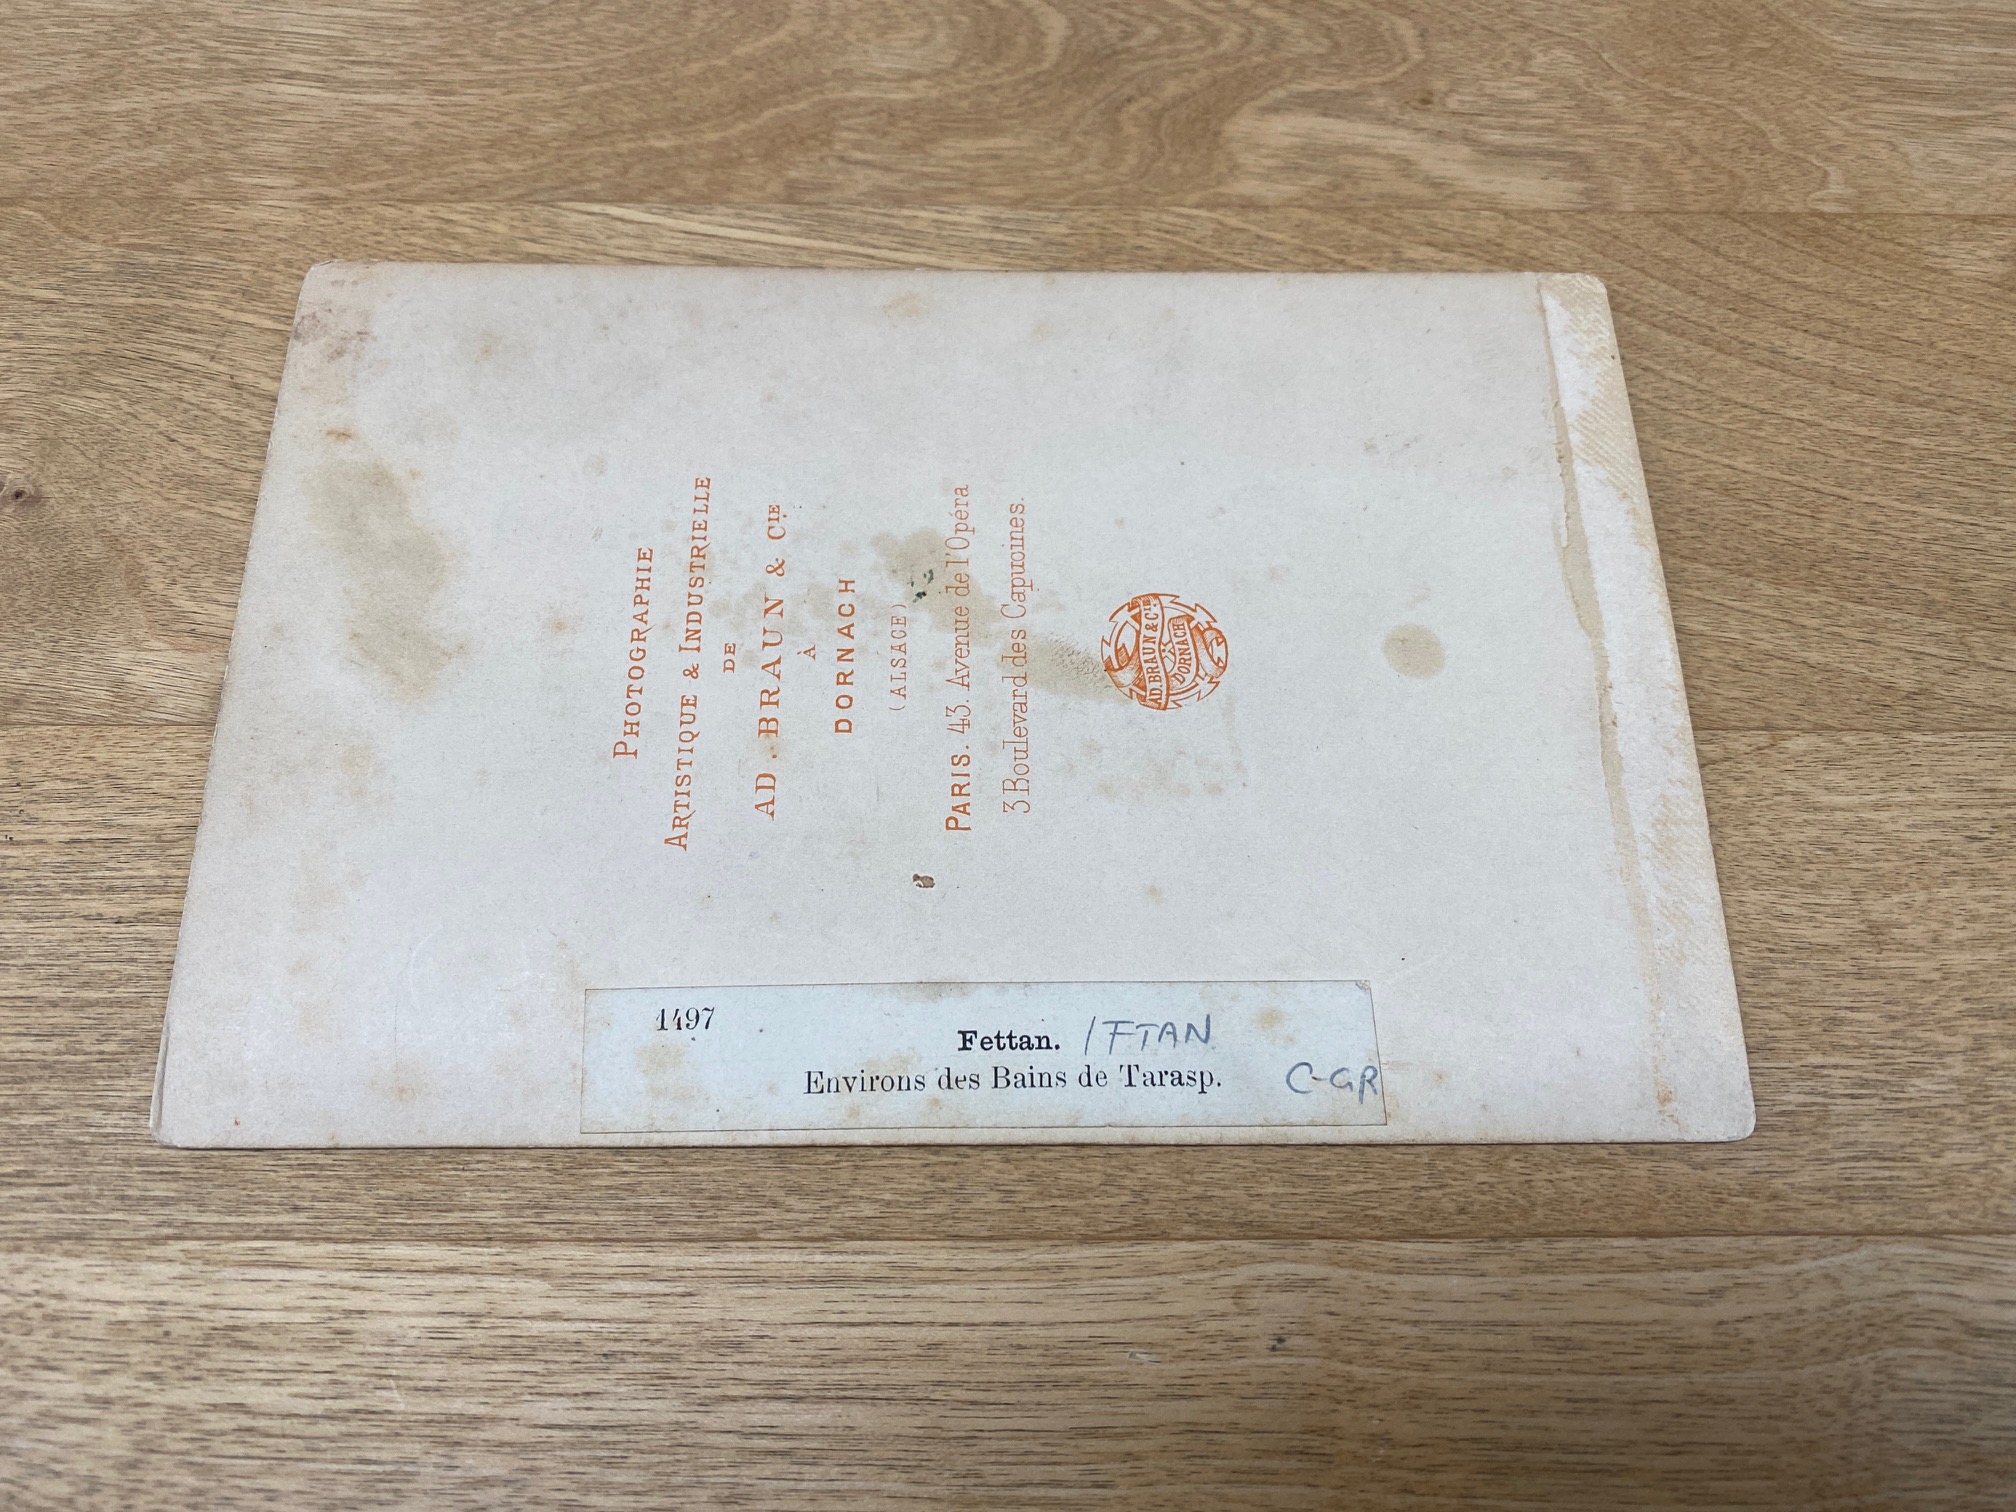 PHOTOGRAPHIE
ARTISTIQUE & INDUSTRIELLE
DE
AD. BRAUN & CIE.
À
DORNACH
(ALSACE)
PARIS. 43. Avenue de l'Opéra
3 Boulevard des Capucines.
AD. BRAUN & CIE.
DORNACH
1497
Fettan. / FTAN
Environs des Bains de Tarasp. C-GR